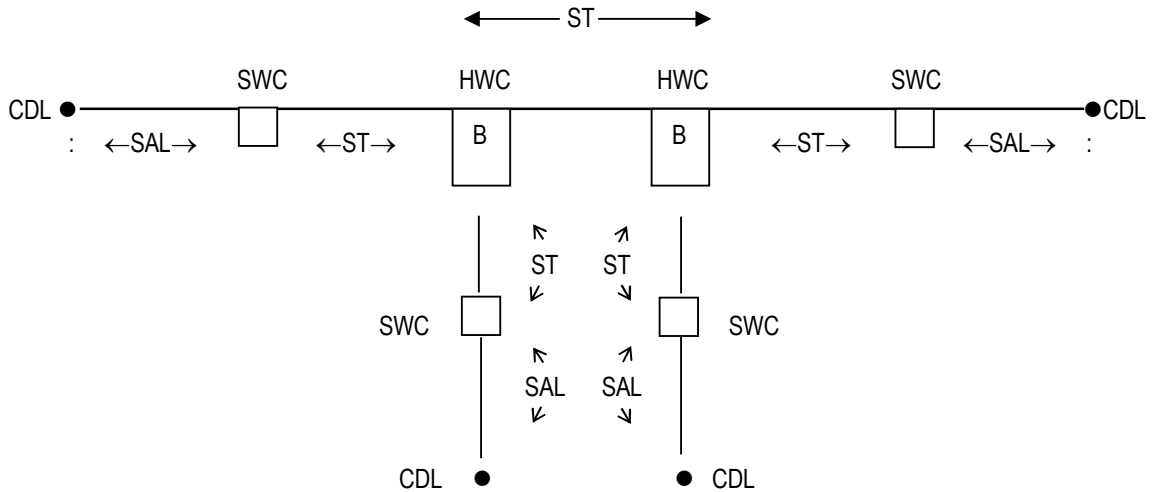 ST
SWC HWC HWC SWC
CDL CDL
B B
: ←SAL→ ←ST→ ←ST→ ←SAL→ :
ST ST
SWC SWC
SAL SAL
CDL CDL